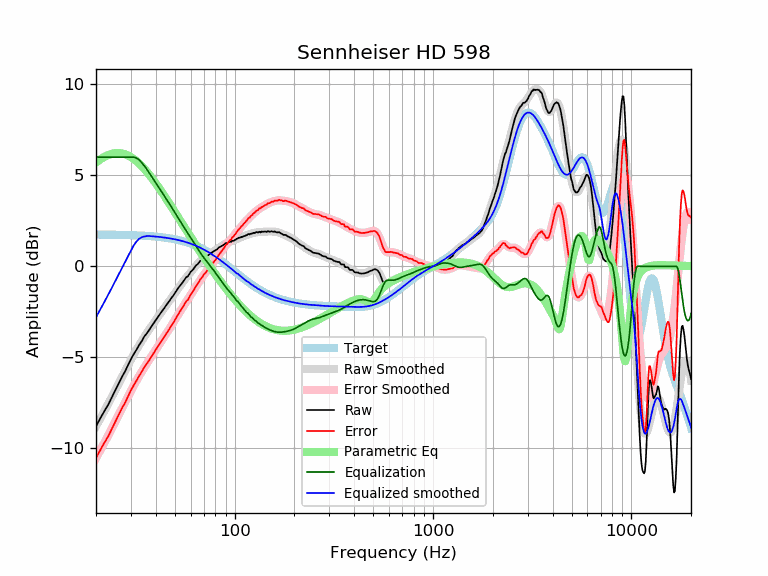 Sennheiser HD 598
Amplitude (dBr)
10
5
0
−5
−10
Target
Raw Smoothed
Error Smoothed
Raw
Error
Parametric Eq
Equalization
Equalized smoothed
100
1000
10000
Frequency (Hz)